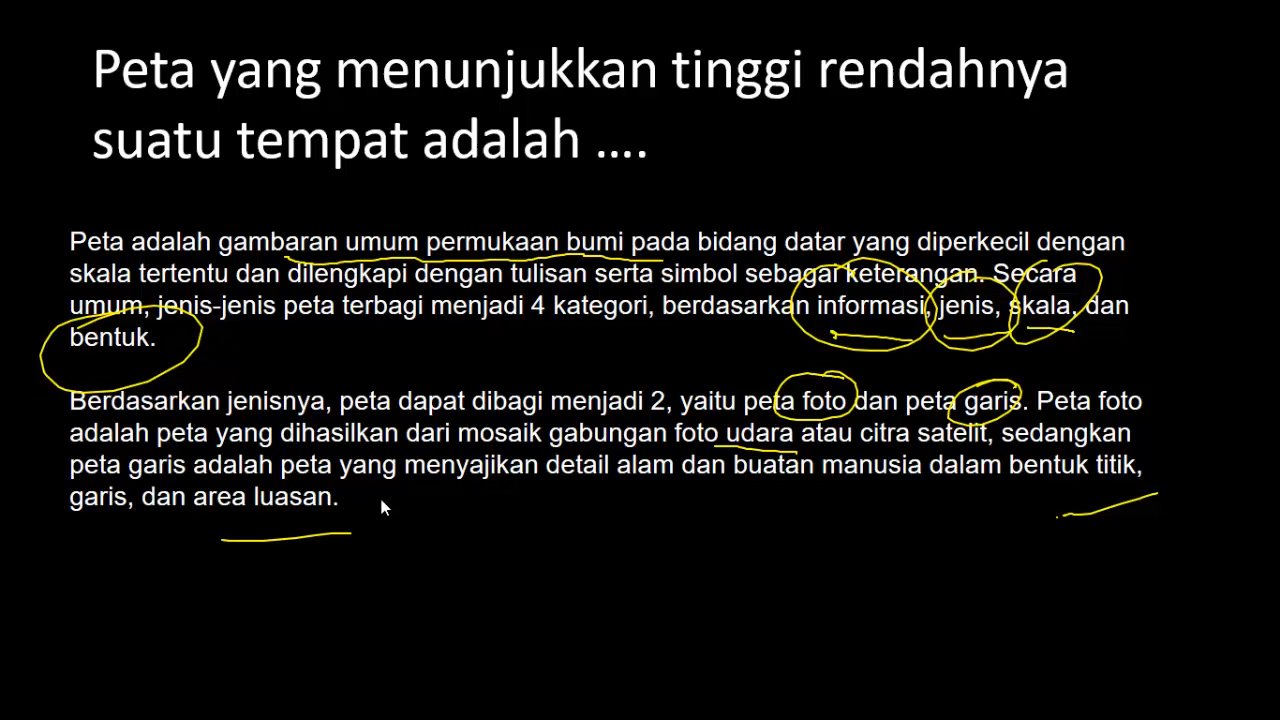 Peta yang menunjukkan tinggi rendahnya
suatu tempat adalah ....
Peta adalah gambaran umum permukaan bumi pada bidang datar yang diperkecil dengan
skala tertentu dan dilengkapi dengan tulisan serta simbol sebagai keterangan. Secara
umum, jenis-jenis peta terbagi menjadi 4 kategori, berdasarkan informasi, jenis, skala, dan
bentuk.
Berdasarkan jenisnya, peta dapat dibagi menjadi 2, yaitu peta foto dan peta garis. Peta foto
adalah peta yang dihasilkan dari mosaik gabungan foto udara atau citra satelit, sedangkan
peta garis adalah peta yang menyajikan detail alam dan buatan manusia dalam bentuk titik,
garis, dan area luasan.